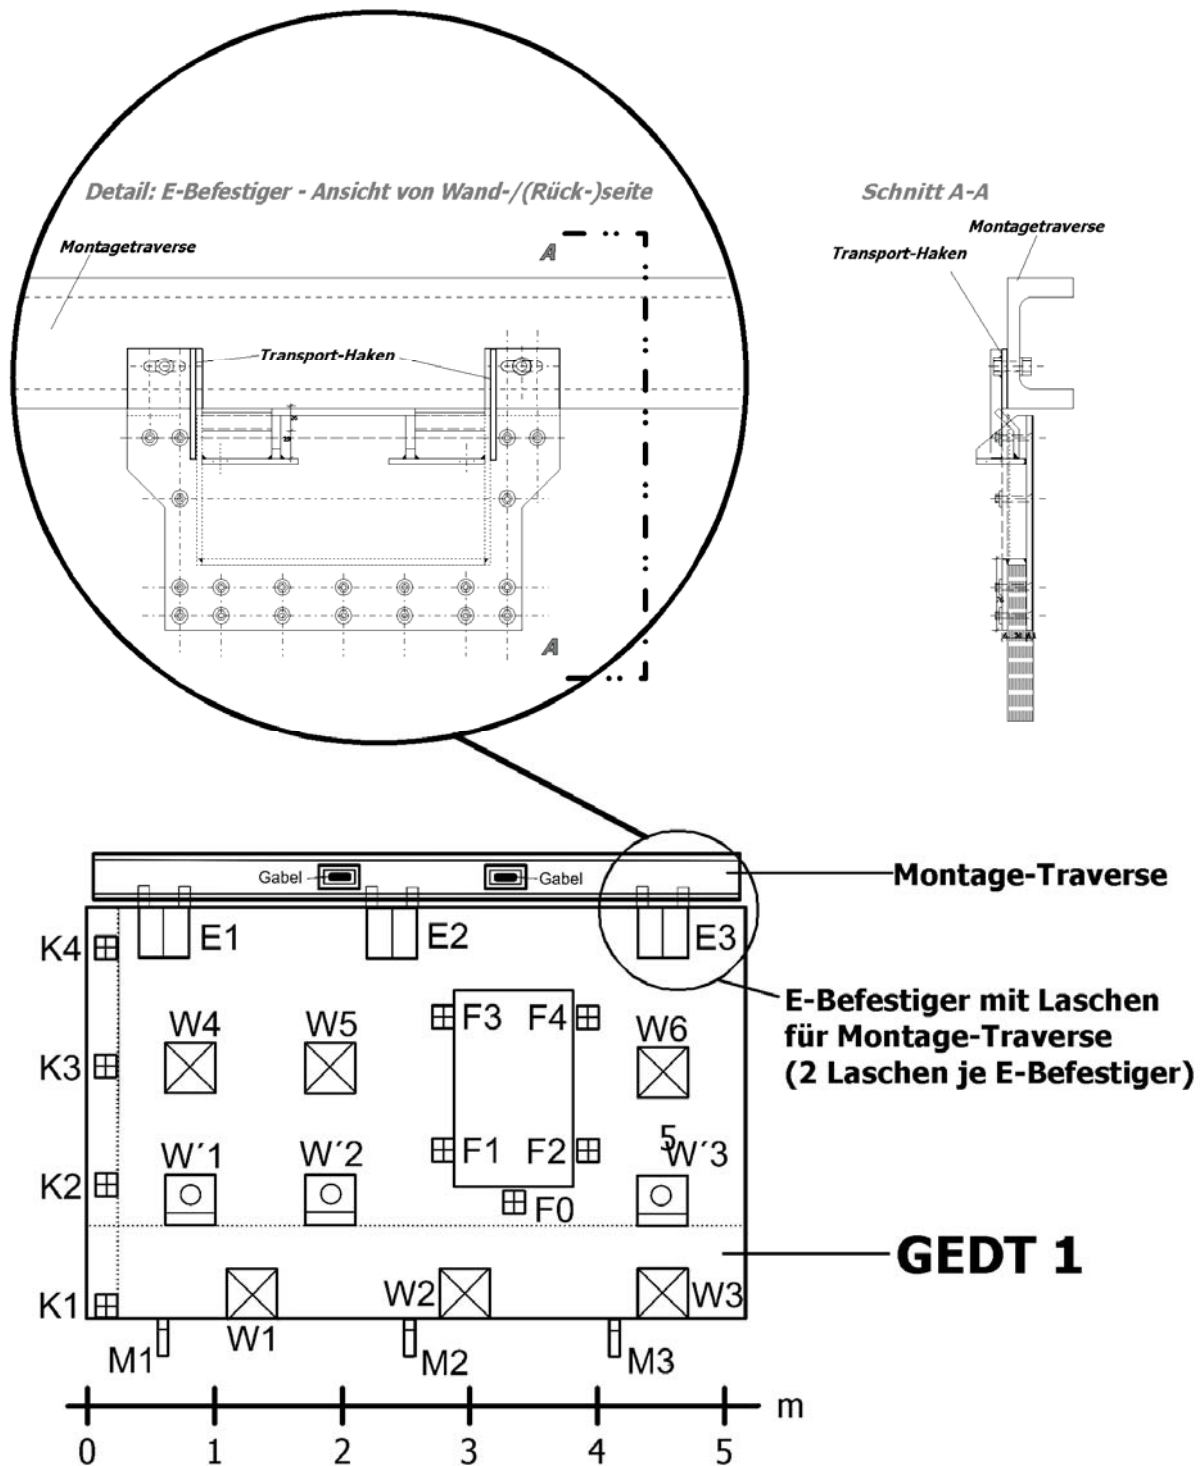 Detail: E-Befestiger - Ansicht von Wand-/(Rück-)seite
Schnitt A-A
Montagetraverse
A
Montagetraverse
Transport-Haken
Transport-Haken
26
A
Gabel
Gabel
Montage-Traverse
E1
E2
E3
K4
E-Befestiger mit Laschen
für Montage-Traverse
(2 Laschen je E-Befestiger)
W4
W5
F3
F4
W6
K3
W´1
W´2
F1
F2
5
W´3
K2
F0
GEDT 1
K1
W1
W2
W3
M1
M2
M3
m
0
1
2
3
4
5